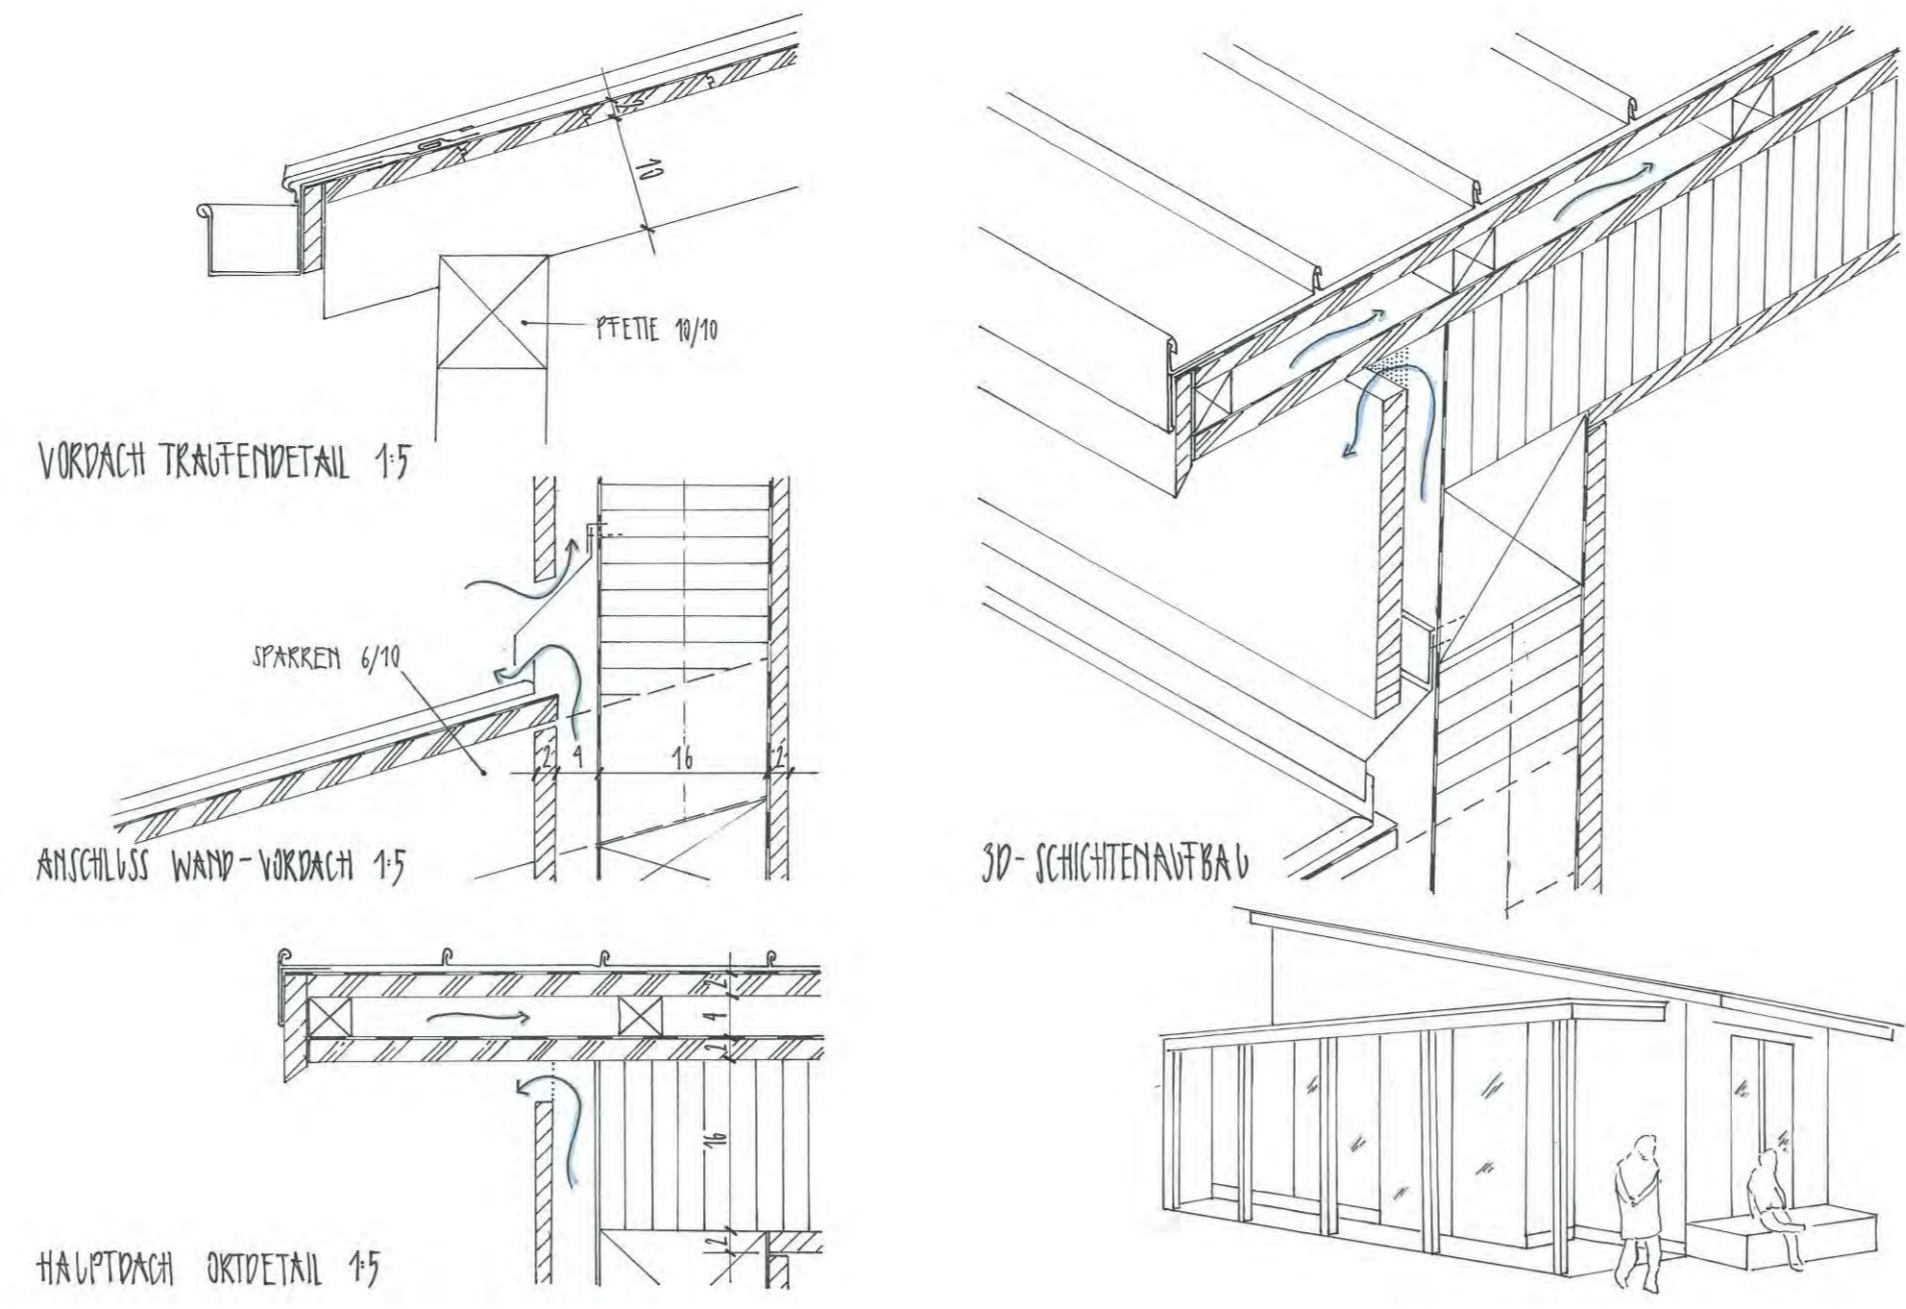 2
10
PFETTE 10/10
VORDACH TRAUFENDETAIL 1:5
SPARREN 6/10
2 4 16 2
ANSCHLUSS WAND-VORDACH 1:5
3D-SCHICHTENAUFBAU
2
4
2
16
2
HAUPTDACH ORTDETAIL 1:5